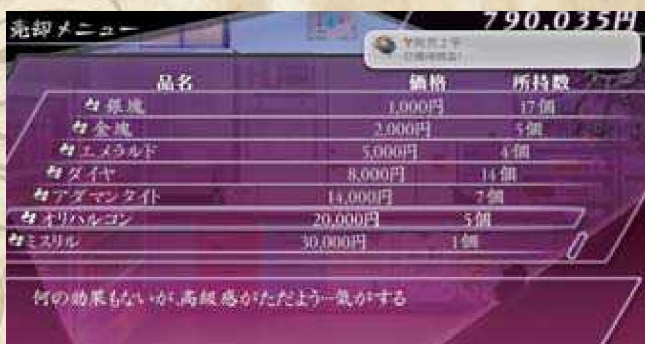 売却メニュー
790,035円
品名 価格 所持数
銀塊 1,000円 17個
金塊 2,000円 5個
エメラルド 5,000円 4個
ダイヤ 8,000円 14個
アダマンタイト 14,000円 7個
オリハルコン 20,000円 5個
ミスリル 30,000円 1個
何の効果もないが、高級感がただよう…気がする